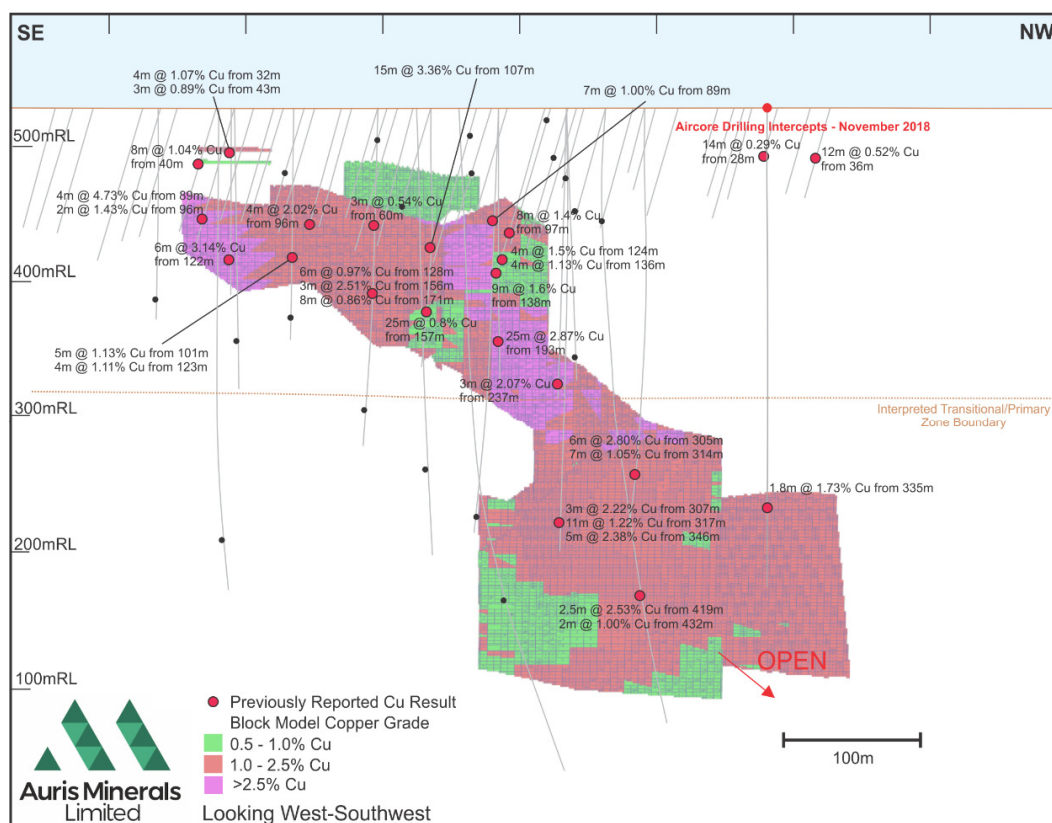 SE
NW
4m @ 1.07% Cu from 32m
3m @ 0.89% Cu from 43m
15m @ 3.36% Cu from 107m
7m @ 1.00% Cu from 89m
500mRL
Aircore Drilling Intercepts - November 2018
8m @ 1.04% Cu
from 40m
14m @ 0.29% Cu
from 28m
12m @ 0.52% Cu
from 36m
4m @ 4.73% Cu from 89m
2m @ 1.43% Cu from 96m
4m @ 2.02% Cu
from 96m
3m @ 0.54% Cu
from 60m
8m @ 1.4% Cu
from 97m
6m @ 3.14% Cu
from 122m
4m @ 1.5% Cu from 124m
4m @ 1.13% Cu from 136m
400mRL
6m @ 0.97% Cu from 128m
3m @ 2.51% Cu from 156m
8m @ 0.86% Cu from 171m
9m @ 1.6% Cu
from 138m
25m @ 0.8% Cu
from 157m
25m @ 2.87% Cu
from 193m
5m @ 1.13% Cu from 101m
4m @ 1.11% Cu from 123m
3m @ 2.07% Cu
from 237m
300mRL
Interpreted Transitional/Primary
Zone Boundary
6m @ 2.80% Cu from 305m
7m @ 1.05% Cu from 314m
1.8m @ 1.73% Cu from 335m
3m @ 2.22% Cu from 307m
11m @ 1.22% Cu from 317m
5m @ 2.38% Cu from 346m
200mRL
2.5m @ 2.53% Cu from 419m
2m @ 1.00% Cu from 432m
OPEN
100mRL
Previously Reported Cu Result
Block Model Copper Grade
0.5 - 1.0% Cu
1.0 - 2.5% Cu
>2.5% Cu
Looking West-Southwest
100m
Auris Minerals
Limited